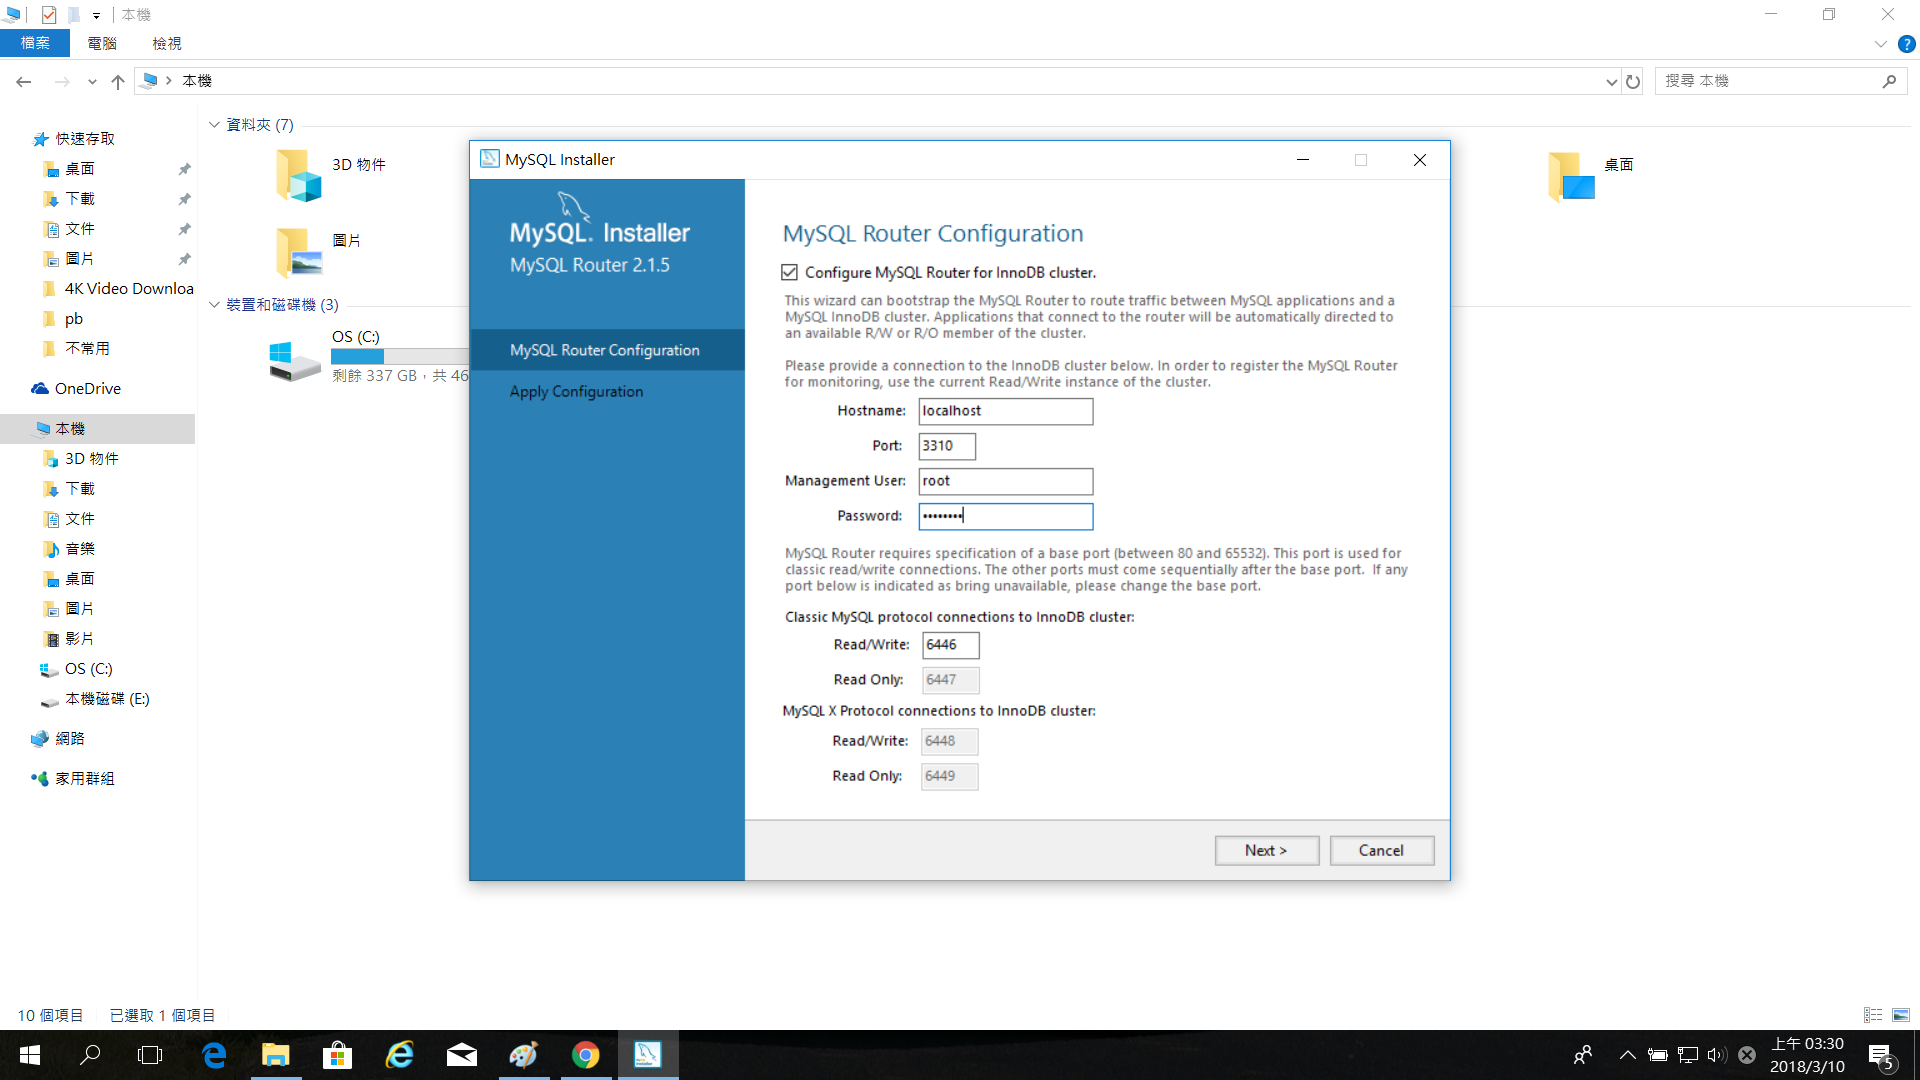 本機
檔案
電腦
檢視
本機
搜尋 本機
快速存取
桌面
下載
文件
圖片
4K Video Downloa
pb
不常用
OneDrive
本機
3D 物件
下載
文件
音樂
桌面
圖片
影片
OS (C:)
本機磁碟 (E:)
網路
家用群組
資料夾 (7)
3D 物件
圖片
桌面
裝置和磁碟機 (3)
OS (C:)
剩餘 337 GB，共 46
MySQL Installer
MySQL. Installer
MySQL Router 2.1.5
MySQL Router Configuration
Apply Configuration
MySQL Router Configuration
Configure MySQL Router for InnoDB cluster.
This wizard can bootstrap the MySQL Router to route traffic between MySQL applications and a
MySQL InnoDB cluster. Applications that connect to the router will be automatically directed to
an available R/W or R/O member of the cluster.
Please provide a connection to the InnoDB cluster below. In order to register the MySQL Router
for monitoring, use the current Read/Write instance of the cluster.
Hostname: localhost
Port: 3310
Management User: root
Password: ••••••••
MySQL Router requires specification of a base port (between 80 and 65532). This port is used for
classic read/write connections. The other ports must come sequentially after the base port.  If any
port below is indicated as bring unavailable, please change the base port.
Classic MySQL protocol connections to InnoDB cluster:
Read/Write: 6446
Read Only: 6447
MySQL X Protocol connections to InnoDB cluster:
Read/Write: 6448
Read Only: 6449
Next >
Cancel
10 個項目
已選取 1 個項目
上午 03:30
2018/3/10
5